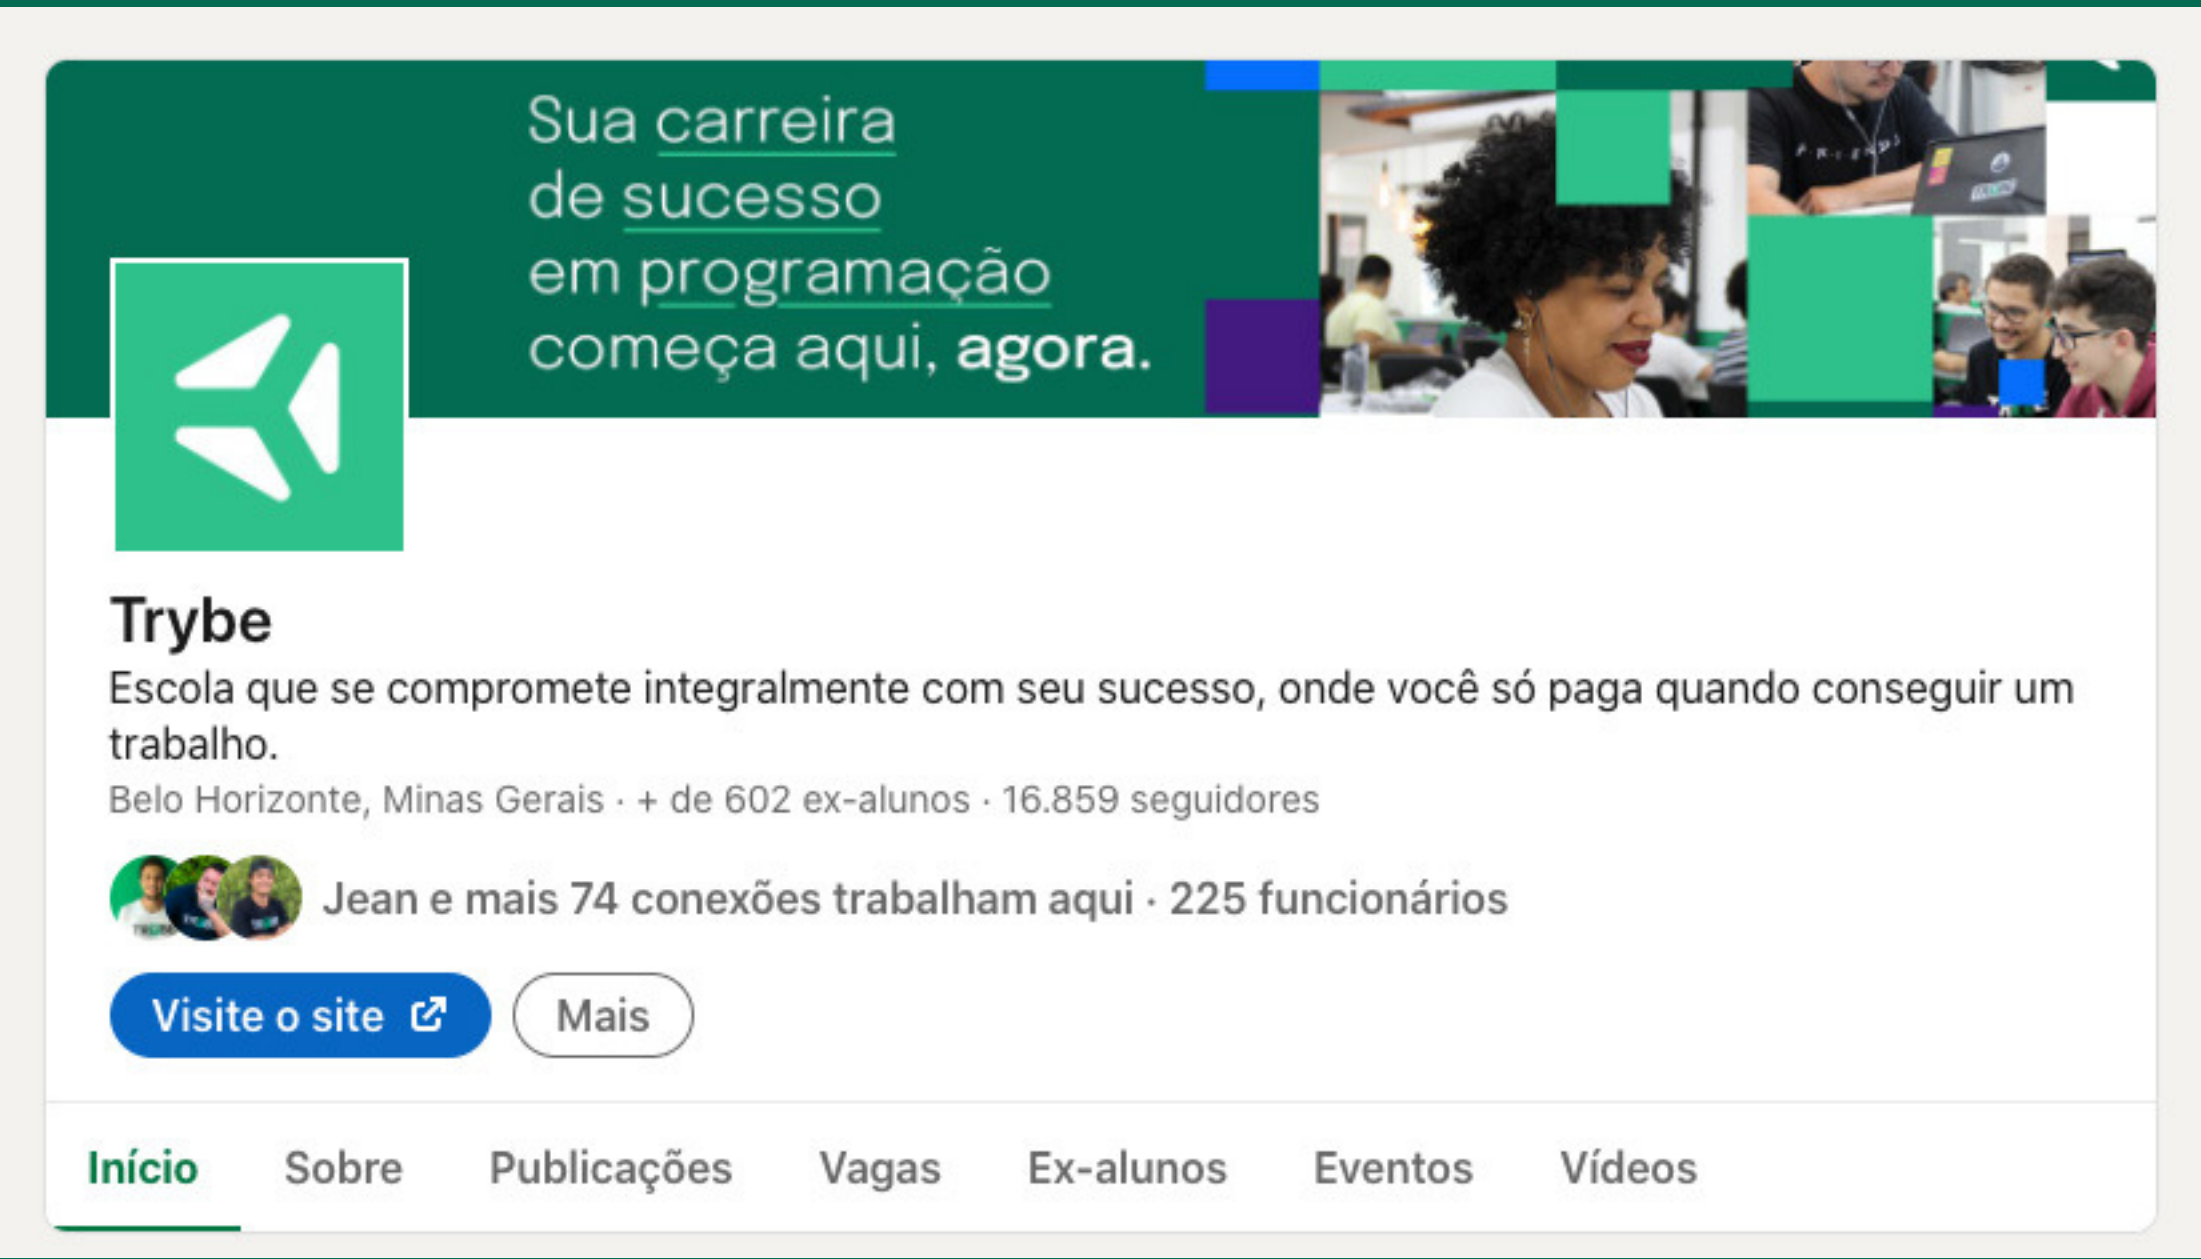 Sua carreira
de sucesso
em programação
começa aqui, agora.
Trybe
Escola que se compromete integralmente com seu sucesso, onde você só paga quando conseguir um
trabalho.
Belo Horizonte, Minas Gerais · + de 602 ex-alunos · 16.859 seguidores
Jean e mais 74 conexões trabalham aqui · 225 funcionários
Visite o site
Mais
Início
Sobre
Publicações
Vagas
Ex-alunos
Eventos
Vídeos